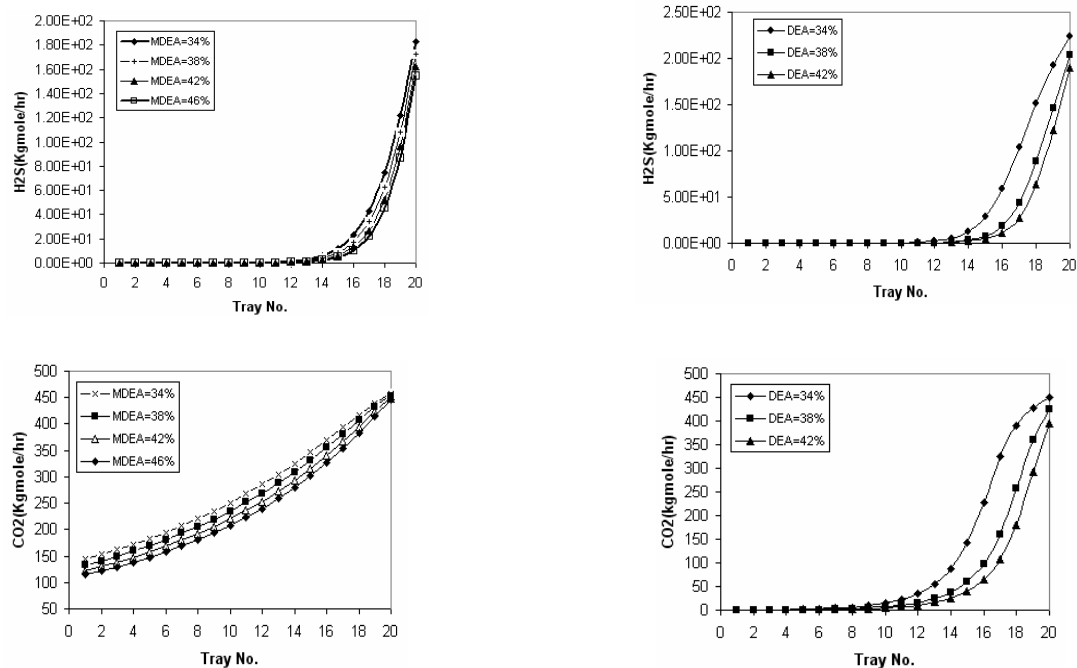 2.00E+02
1.80E+02
1.60E+02
1.40E+02
1.20E+02
1.00E+02
8.00E+01
6.00E+01
4.00E+01
2.00E+01
0.00E+00
H2S(Kgmole/hr)
MDEA=34%
MDEA=38%
MDEA=42%
MDEA=46%
0 2 4 6 8 10 12 14 16 18 20
Tray No.
2.50E+02
2.00E+02
1.50E+02
1.00E+02
5.00E+01
0.00E+00
H2S(Kgmole/hr)
DEA=34%
DEA=38%
DEA=42%
0 2 4 6 8 10 12 14 16 18 20
Tray No.
500
450
400
350
300
250
200
150
100
50
CO2(Kgmole/hr)
MDEA=34%
MDEA=38%
MDEA=42%
MDEA=46%
0 2 4 6 8 10 12 14 16 18 20
Tray No.
500
450
400
350
300
250
200
150
100
50
0
CO2(kgmole/hr)
DEA=34%
DEA=38%
DEA=42%
0 2 4 6 8 10 12 14 16 18 20
Tray No.